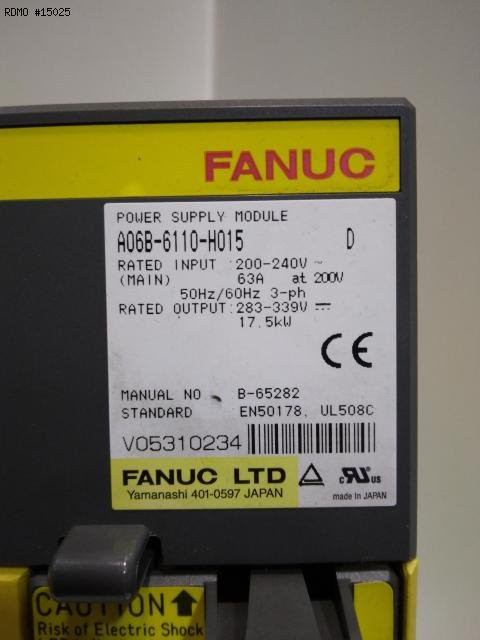 RDMO #15025
FANUC
POWER SUPPLY MODULE
A06B-6110-H015 D
RATED INPUT : 200-240V ~
(MAIN) 63A at 200V
50Hz/60Hz 3-ph
RATED OUTPUT: 283-339V ⎓
17.5kW
CE
MANUAL NO B-65282
STANDARD EN50178, UL508C
V05310234
FANUC LTD
Yamanashi 401-0597 JAPAN
c RU US
made in JAPAN
CAUTION
Risk of Electric Shock